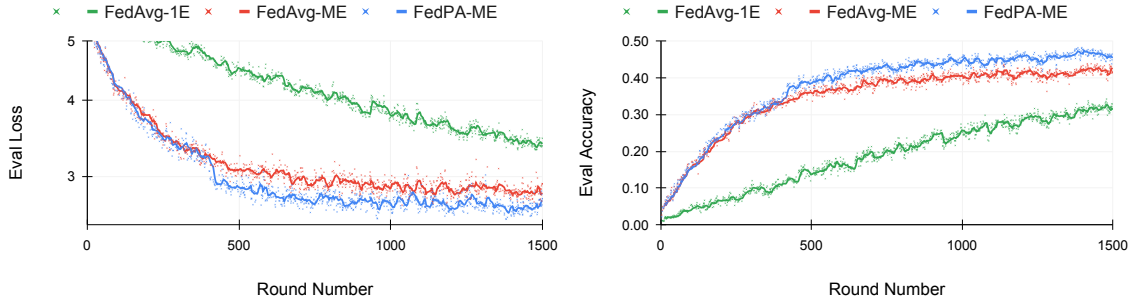 FedAvg-1E FedAvg-ME FedPA-ME
5
4
3
Eval Loss
0 500 1000 1500
Round Number
FedAvg-1E FedAvg-ME FedPA-ME
0.50
0.40
0.30
0.20
0.10
0.00
Eval Accuracy
0 500 1000 1500
Round Number